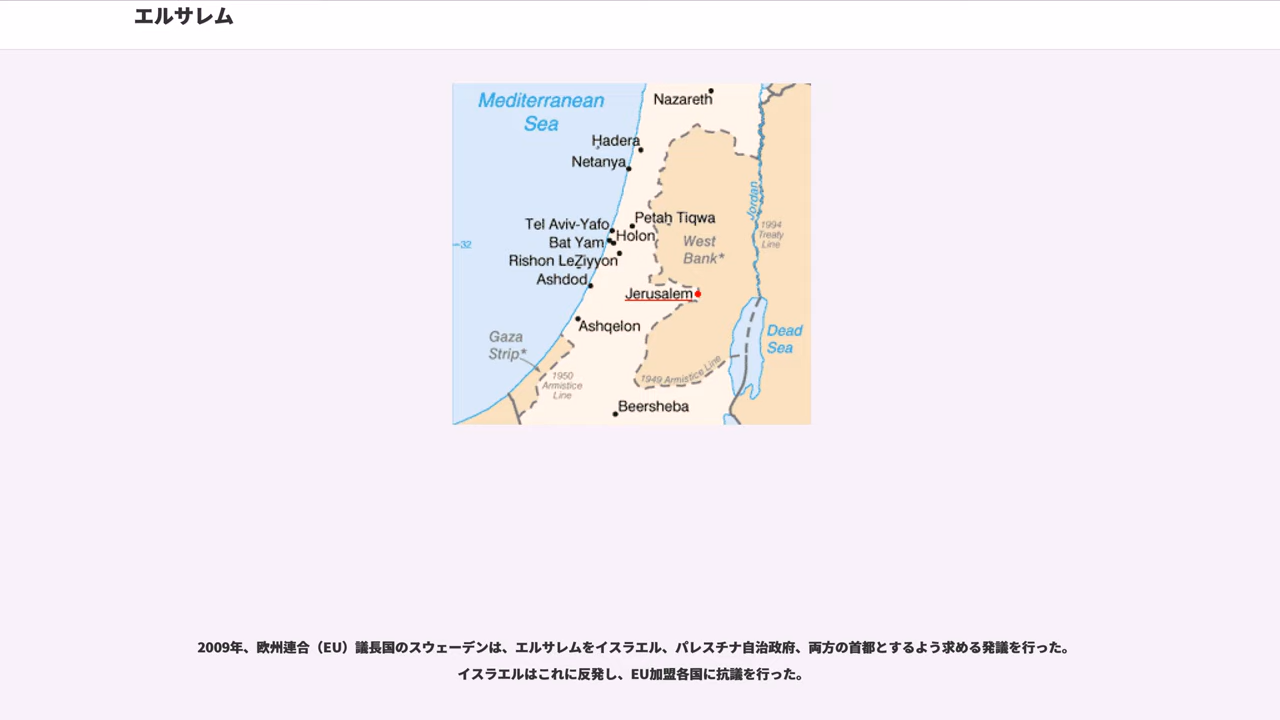 エルサレム
Mediterranean
Sea
Nazareth
Ḥadera
Netanya
Jordan
Tel Aviv-Yafo
Petaẖ Tiqwa
Holon
Bat Yam
1994
Treaty
Line
West
Bank*
32
Rishon LeẔiyyon
Ashdod
Jerusalem
Ashqelon
Dead
Sea
Gaza
Strip*
1950
Armistice
Line
1949 Armistice Line
Beersheba
2009年、欧州連合（EU）議長国のスウェーデンは、エルサレムをイスラエル、パレスチナ自治政府、両方の首都とするよう求める発議を行った。
イスラエルはこれに反発し、EU加盟各国に抗議を行った。